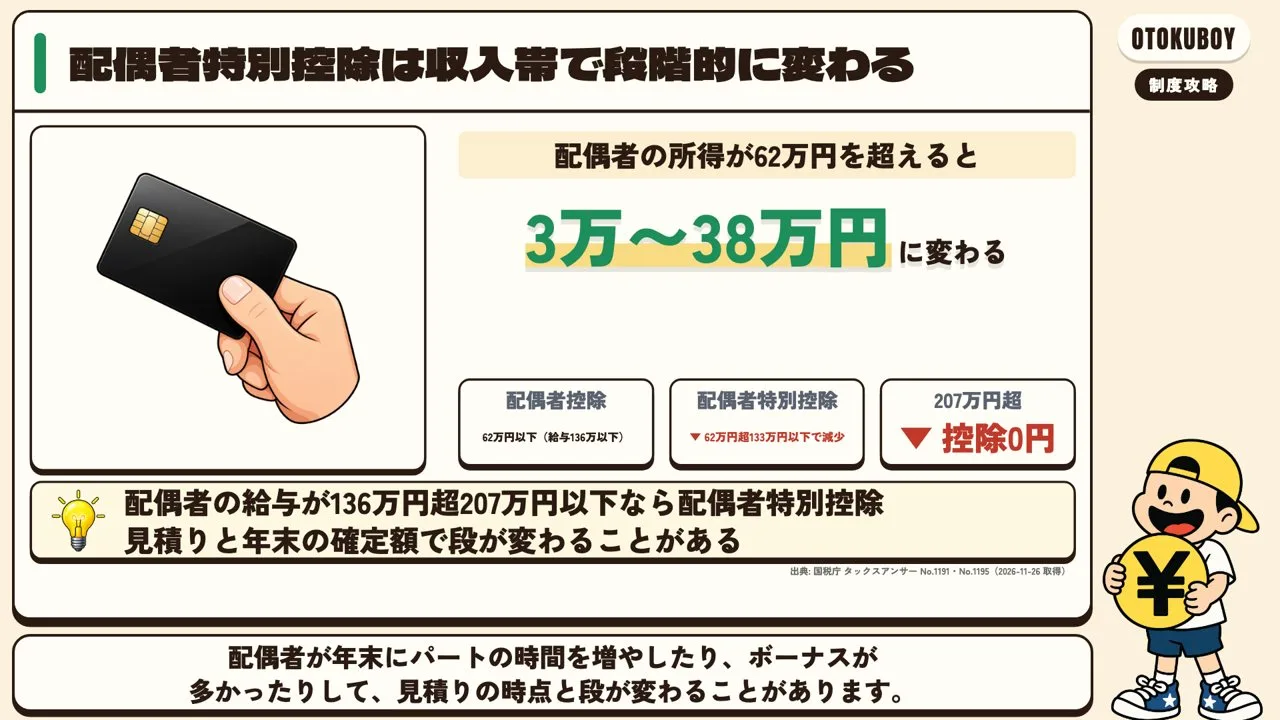 配偶者特別控除は収入帯で段階的に変わる
OTOKUBOY
制度攻略
配偶者の所得が62万円を超えると
3万〜38万円に変わる
配偶者控除
62万円以下（給与136万以下）
配偶者特別控除
▼ 62万円超133万円以下で減少
207万円超
▼ 控除0円
配偶者の給与が136万円超207万円以下なら配偶者特別控除
見積りと年末の確定額で段が変わることがある
出典: 国税庁 タックスアンサー No.1191・No.1195（2026-11-26 取得）
¥
配偶者が年末にパートの時間を増やしたり、ボーナスが
多かったりして、見積りの時点と段が変わることがあります。